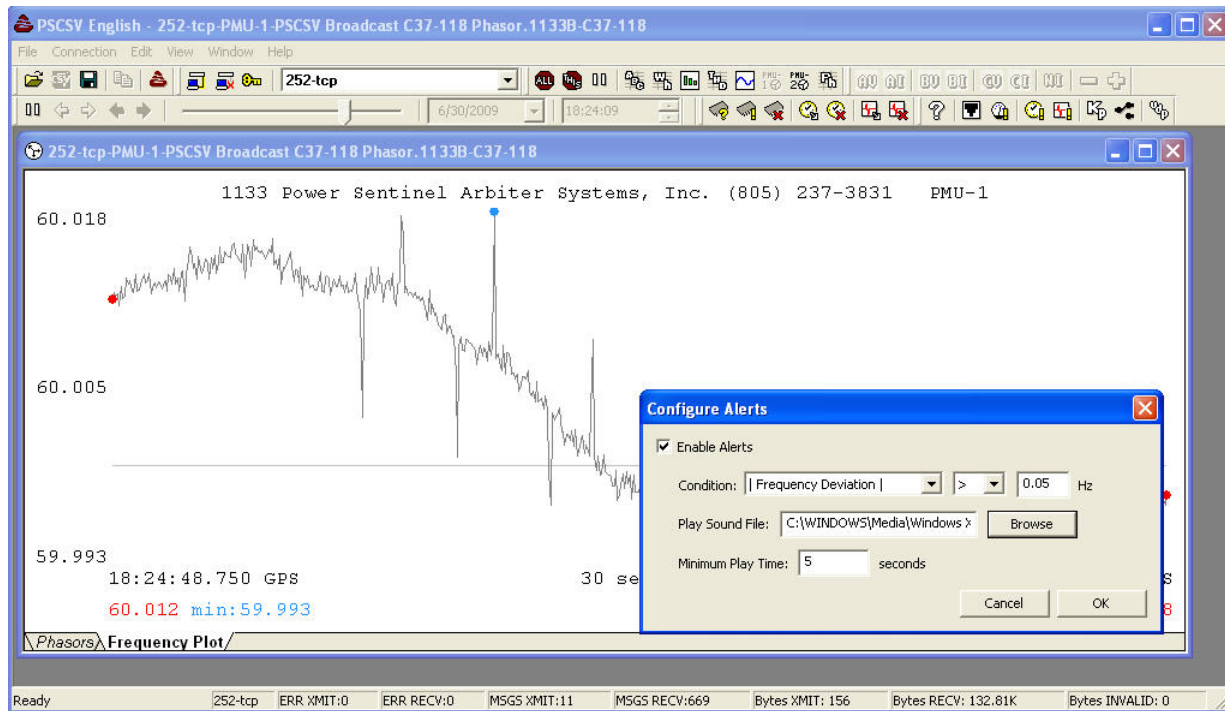 PSCSV English - 252-tcp-PMU-1-PSCSV Broadcast C37-118 Phasor.1133B-C37-118
File Connection Edit View Window Help
252-tcp
ALL THIS
6/30/2009 18:24:09
252-tcp-PMU-1-PSCSV Broadcast C37-118 Phasor.1133B-C37-118
1133 Power Sentinel Arbiter Systems, Inc. (805) 237-3831 PMU-1
60.018
60.005
59.993
18:24:48.750 GPS 30 se S
60.012 min:59.993 8
Configure Alerts
Enable Alerts
Condition: | Frequency Deviation | > 0.05 Hz
Play Sound File: C:\WINDOWS\Media\Windows X Browse
Minimum Play Time: 5 seconds
Cancel OK
Phasors Frequency Plot
Ready 252-tcp ERR XMIT:0 ERR RECV:0 MSGS XMIT:11 MSGS RECV:669 Bytes XMIT: 156 Bytes RECV: 132.81K Bytes INVALID: 0